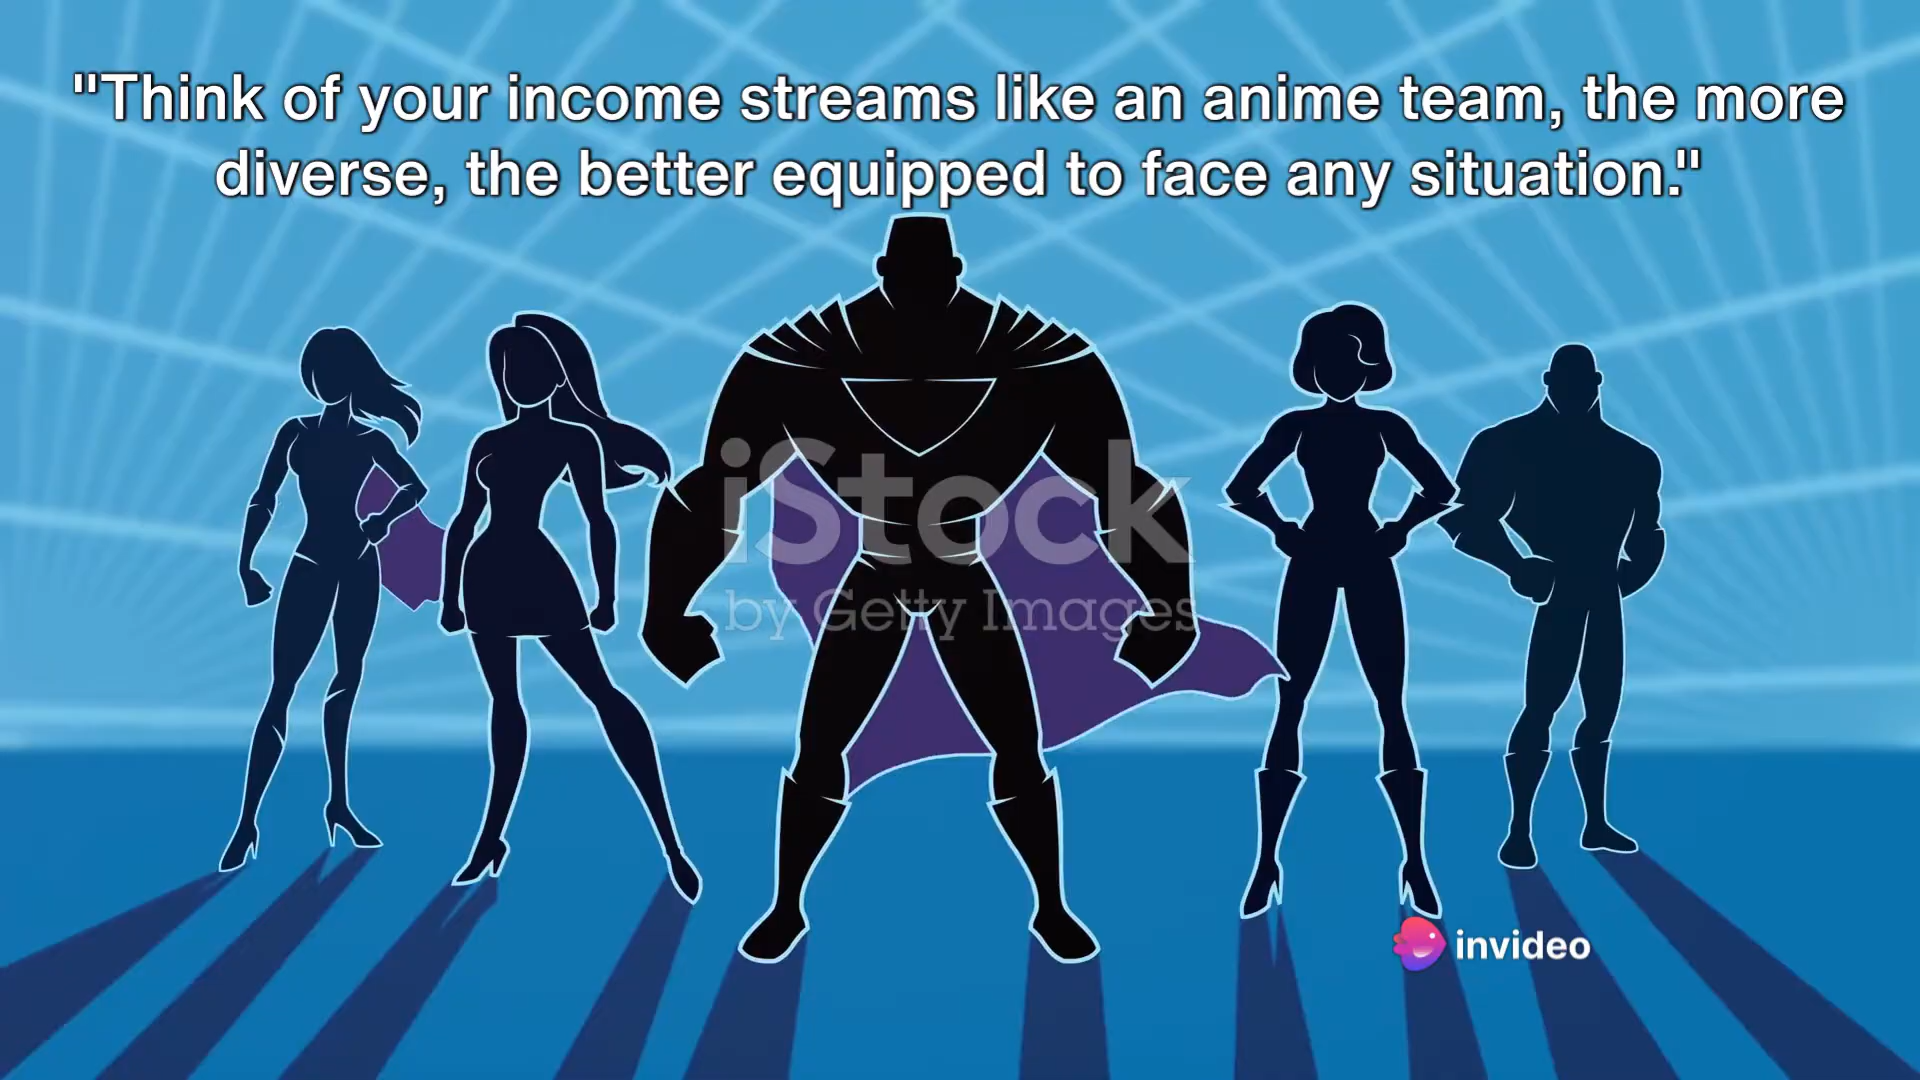 "Think of your income streams like an anime team, the more
diverse, the better equipped to face any situation."
iStock
by Getty Images
invideo